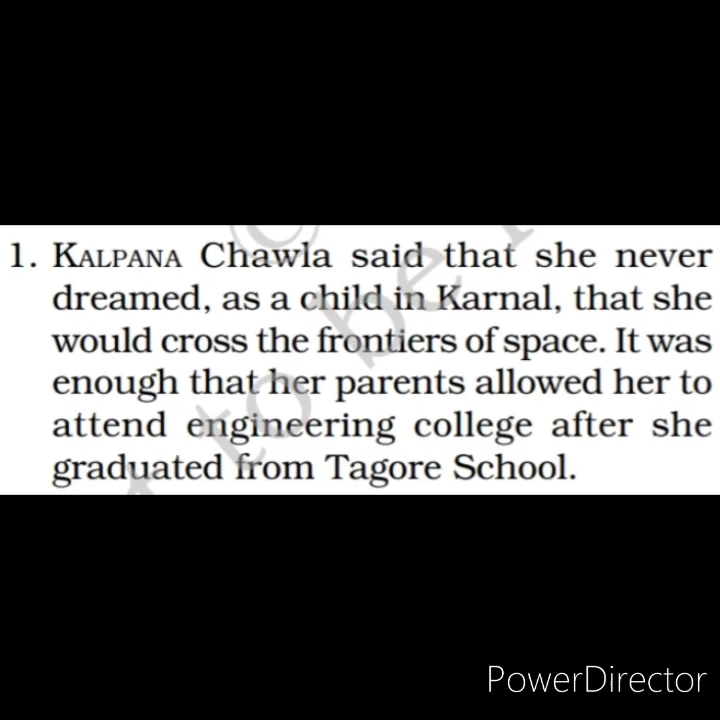 1. KALPANA Chawla said that she never
dreamed, as a child in Karnal, that she
would cross the frontiers of space. It was
enough that her parents allowed her to
attend engineering college after she
graduated from Tagore School.
to be
PowerDirector